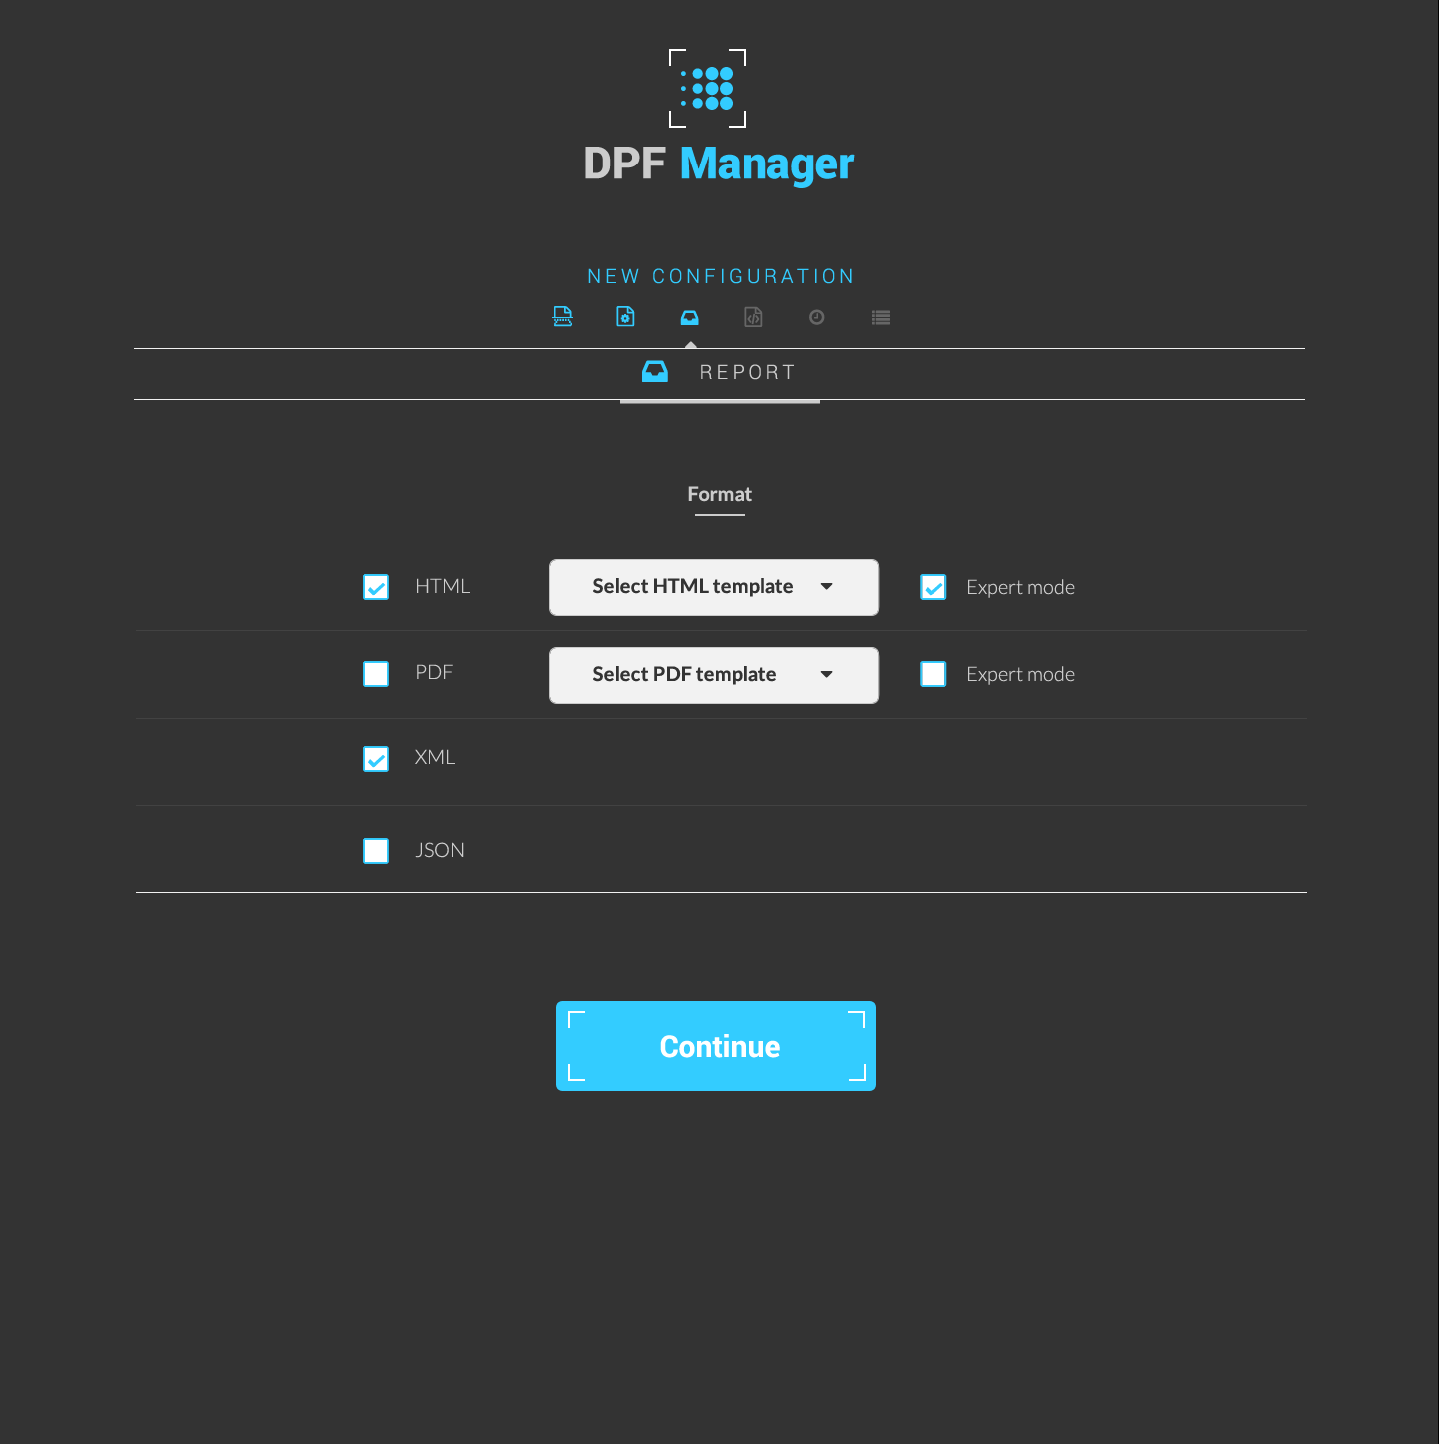 DPF Manager
NEW CONFIGURATION
REPORT
Format
HTML
Select HTML template
Expert mode
PDF
Select PDF template
Expert mode
XML
JSON
Continue